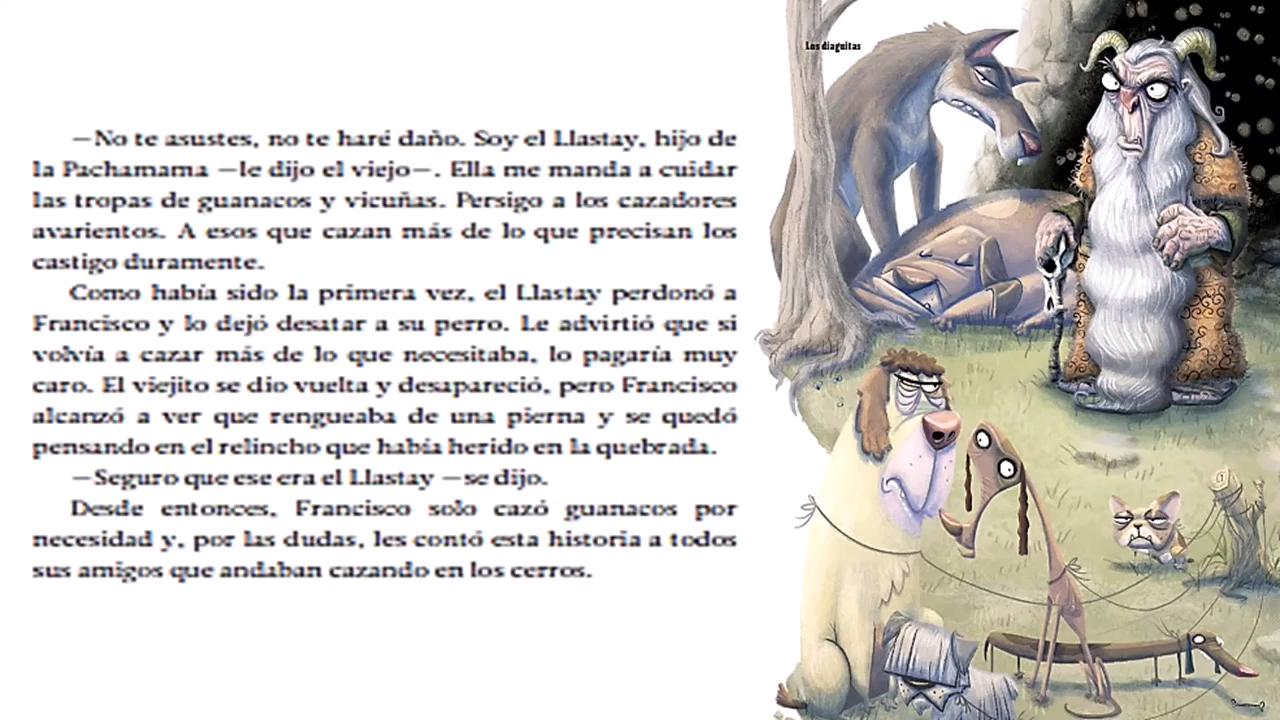 —No te asustes, no te haré daño. Soy el Llastay, hijo de
la Pachamama —le dijo el viejo—. Ella me manda a cuidar
las tropas de guanacos y vicuñas. Persigo a los cazadores
avarientos. A esos que cazan más de lo que precisan los
castigo duramente.
Como había sido la primera vez, el Llastay perdonó a
Francisco y lo dejó desatar a su perro. Le advirtió que si
volvía a cazar más de lo que necesitaba, lo pagaría muy
caro. El viejito se dio vuelta y desapareció, pero Francisco
alcanzó a ver que rengueaba de una pierna y se quedó
pensando en el relincho que había herido en la quebrada.
—Seguro que ese era el Llastay —se dijo.
Desde entonces, Francisco solo cazó guanacos por
necesidad y, por las dudas, les contó esta historia a todos
sus amigos que andaban cazando en los cerros.
Los diaguitas